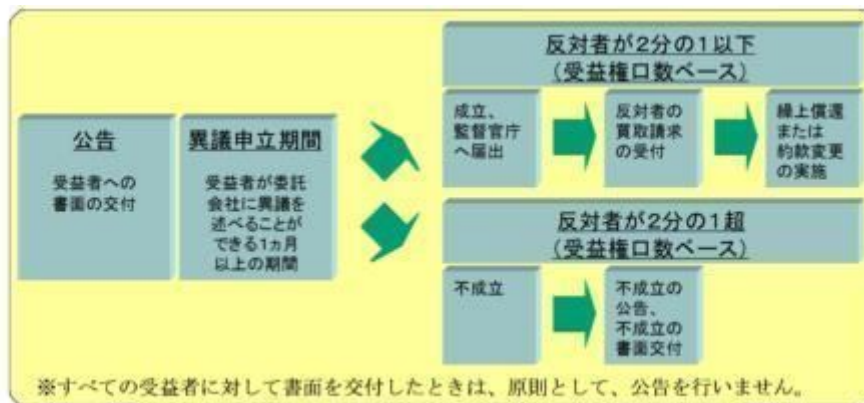 公告
受益者への
書面の交付
異議申立期間
受益者が委託
会社に異議を
述べることが
できる1ヵ月
以上の期間
反対者が2分の1以下
(受益権口数ベース)
成立、
監督官庁
へ届出
反対者の
買取請求
の受付
繰上償還
または
約款変更
の実施
反対者が2分の1超
(受益権口数ベース)
不成立
不成立の
公告、
不成立の
書面交付
※すべての受益者に対して書面を交付したときは、原則として、公告を行いません。